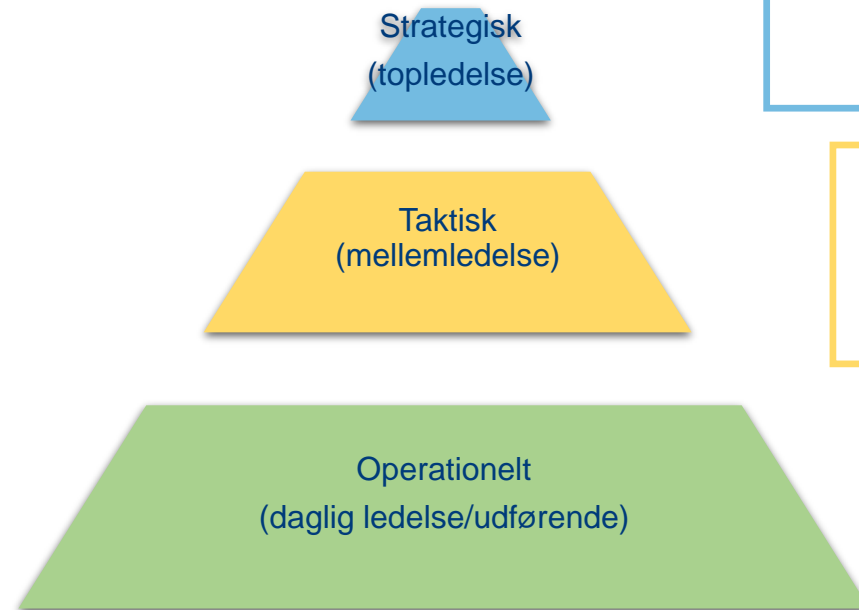 Strategisk
(topledelse)
Taktisk
(mellemledelse)
Operationelt
(daglig ledelse/udførende)